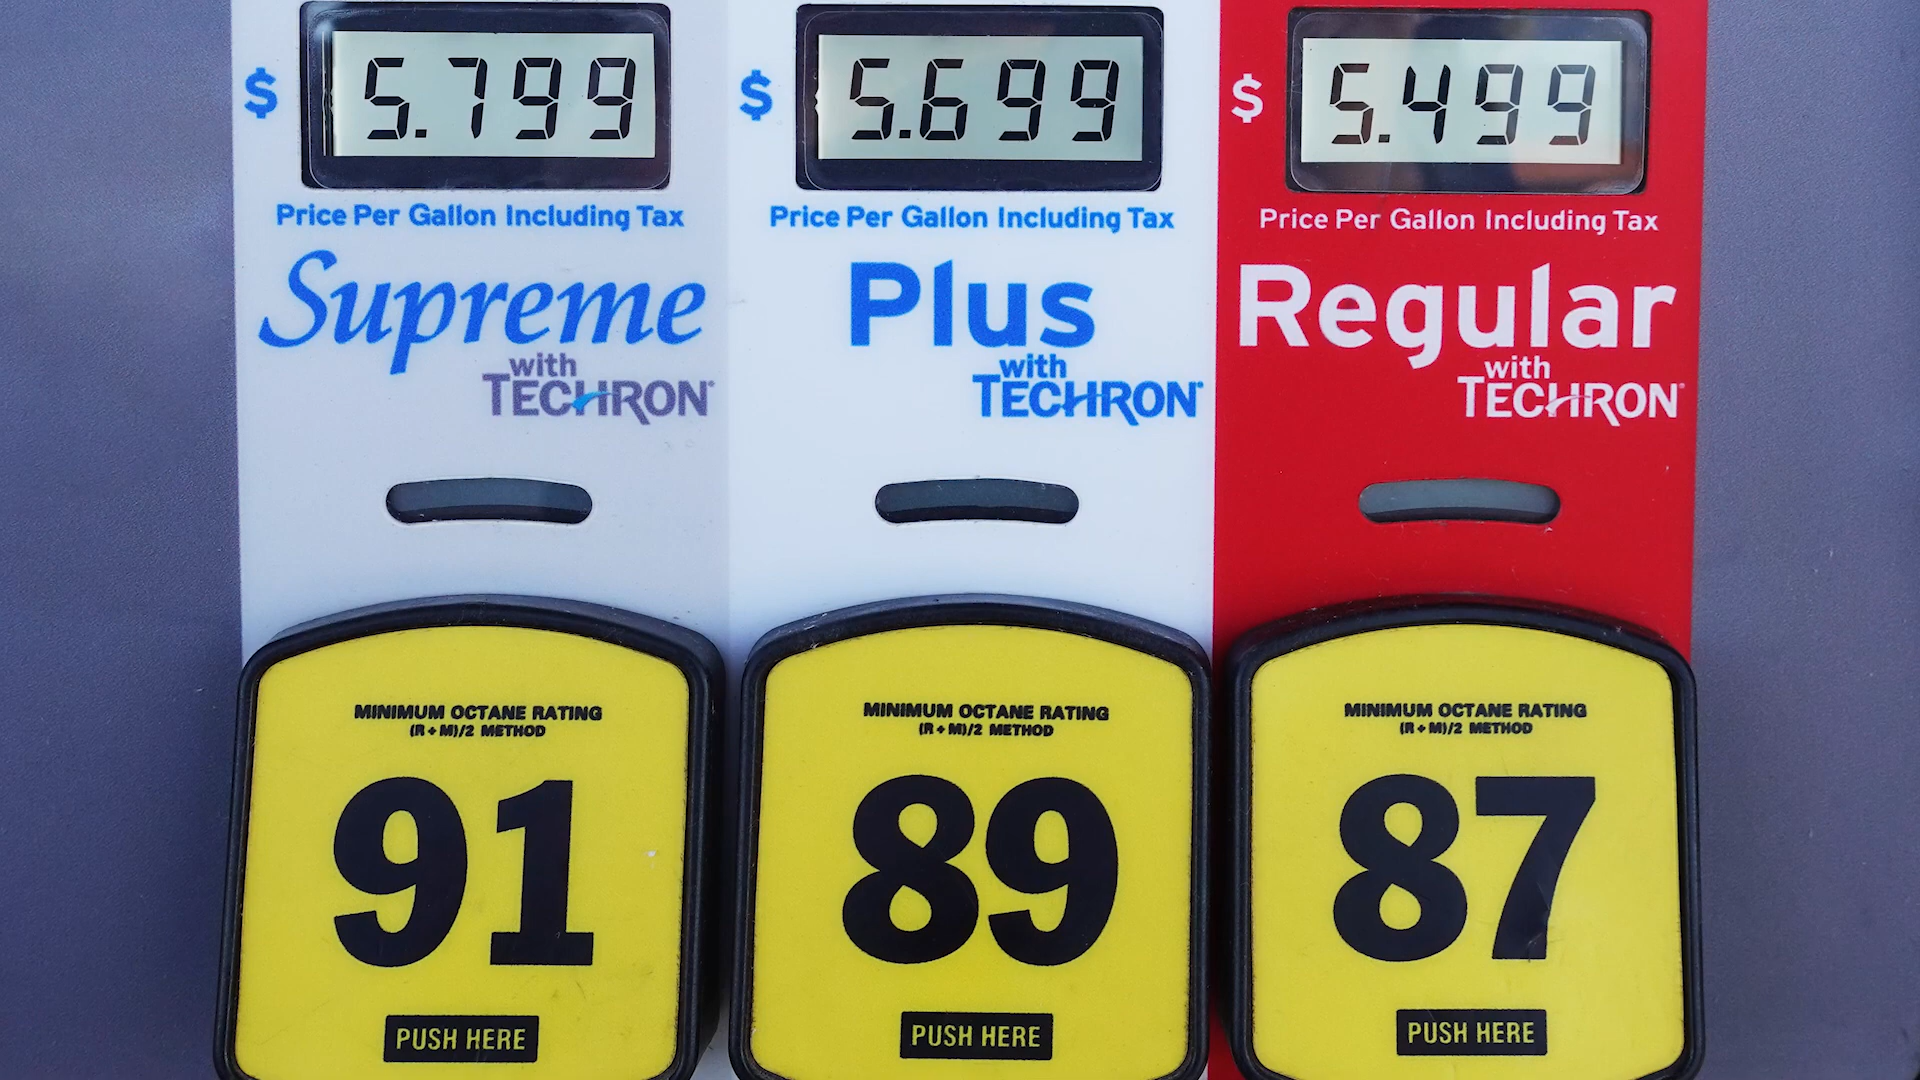 $ 5.799
Price Per Gallon Including Tax
Supreme
with
TECHRON®
MINIMUM OCTANE RATING
(R+M)/2 METHOD
91
PUSH HERE
$ 5.699
Price Per Gallon Including Tax
Plus
with
TECHRON®
MINIMUM OCTANE RATING
(R+M)/2 METHOD
89
PUSH HERE
$ 5.499
Price Per Gallon Including Tax
Regular
with
TECHRON®
MINIMUM OCTANE RATING
(R+M)/2 METHOD
87
PUSH HERE